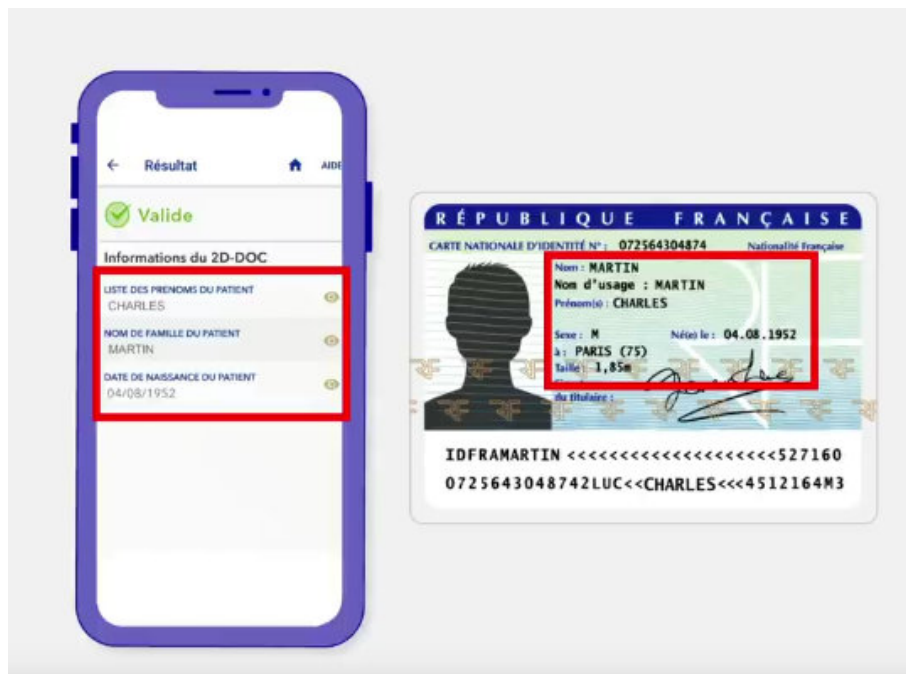 ← Résultat AIDE
Valide
Informations du 2D-DOC
LISTE DES PRENOMS DU PATIENT
CHARLES
NOM DE FAMILLE DU PATIENT
MARTIN
DATE DE NAISSANCE DU PATIENT
04/08/1952
RÉPUBLIQUE FRANÇAISE
CARTE NATIONALE D'IDENTITÉ N° : 072564304874 Nationalité Française
Nom : MARTIN
Nom d'usage : MARTIN
Prénom(s) : CHARLES
Sexe : M Né(e) le : 04.08.1952
à : PARIS (75)
Taille : 1,85m
du titulaire :
IDFRAMARTIN <<<<<<<<<<<<<<<<<<<<<<<527160
0725643048742LUC<<CHARLES<<<4512164M3